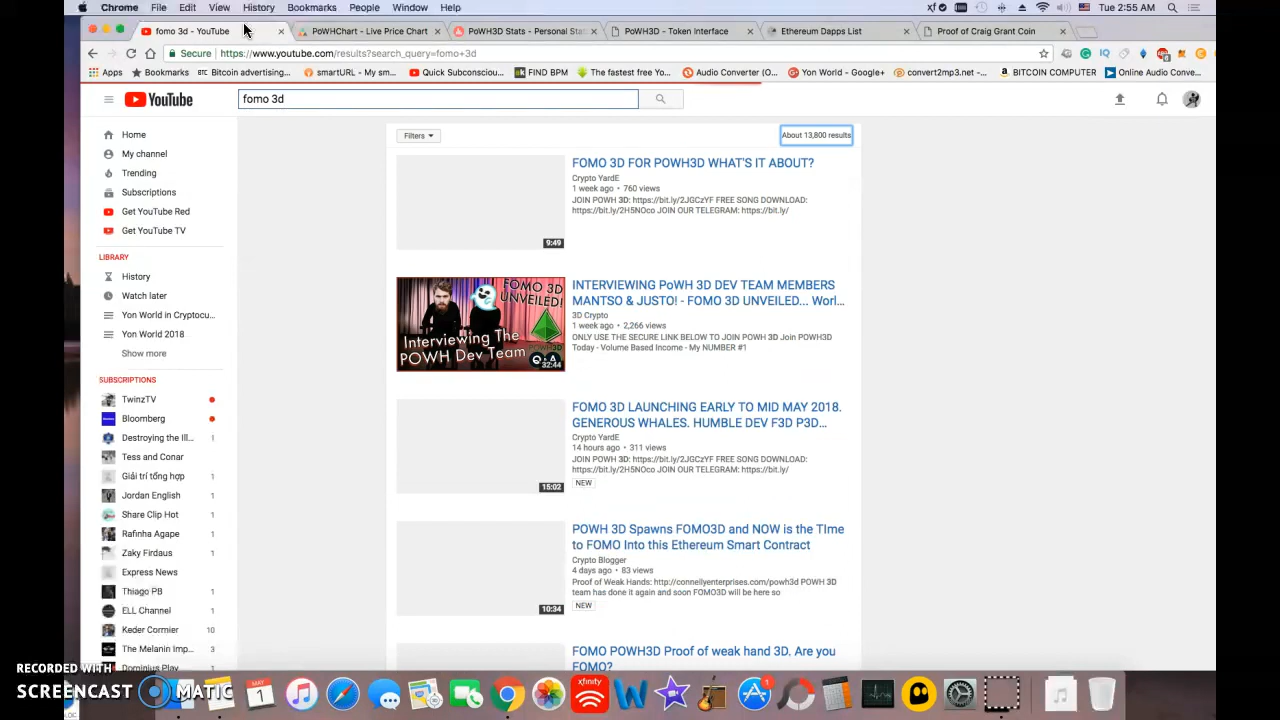 Chrome File Edit View History Bookmarks People Window Help Tue 2:55 AM
fomo 3d - YouTube PoWHChart - Live Price Chart PoWH3D Stats - Personal Sta PoWH3D - Token Interface Ethereum Dapps List Proof of Craig Grant Coin
Secure https://www.youtube.com/results?search_query=fomo+3d
Apps Bookmarks Bitcoin advertising... smartURL - My sm... Quick Subconsciou... FIND BPM The fastest free Yo... Audio Converter (O... Yon World - Google+ convert2mp3.net -... BITCOIN COMPUTER Online Audio Conve...
YouTube fomo 3d
Filters About 13,800 results
Home
My channel
Trending
Subscriptions
Get YouTube Red
Get YouTube TV
LIBRARY
History
Watch later
Yon World in Cryptocu...
Yon World 2018
Show more
SUBSCRIPTIONS
TwinzTV
Bloomberg
Destroying the Ill... 1
Tess and Conar
Giải trí tổng hợp 1
Jordan English 1
Share Clip Hot 1
Rafinha Agape 1
Zaky Firdaus 1
Express News
Thiago PB 1
ELL Channel 1
Keder Cormier 10
The Melanin Imp... 3
Dominius Play 1
FOMO 3D FOR POWH3D WHAT'S IT ABOUT?
Crypto YardE
1 week ago • 760 views
JOIN POWH 3D: https://bit.ly/2JGCzYF FREE SONG DOWNLOAD:
https://bit.ly/2H5NOco JOIN OUR TELEGRAM: https://bit.ly/
9:49
FOMO 3D
UNVEILED!
Interviewing The
POWH Dev Team
32:44
INTERVIEWING PoWH 3D DEV TEAM MEMBERS
MANTSO & JUSTO! - FOMO 3D UNVEILED... Worl...
3D Crypto
1 week ago • 2,266 views
ONLY USE THE SECURE LINK BELOW TO JOIN POWH 3D Join POWH3D
Today - Volume Based Income - My NUMBER #1
FOMO 3D LAUNCHING EARLY TO MID MAY 2018.
GENEROUS WHALES. HUMBLE DEV F3D P3D...
Crypto YardE
14 hours ago • 311 views
JOIN POWH 3D: https://bit.ly/2JGCzYF FREE SONG DOWNLOAD:
https://bit.ly/2H5NOco JOIN OUR TELEGRAM: https://bit.ly/
NEW
15:02
POWH 3D Spawns FOMO3D and NOW is the TIme
to FOMO Into this Ethereum Smart Contract
Crypto Blogger
4 days ago • 83 views
Proof of Weak Hands: http://connellyenterprises.com/powh3d POWH 3D
team has done it again and soon FOMO3D will be here so
NEW
10:34
FOMO POWH3D Proof of weak hand 3D. Are you
FOMO?
RECORDED WITH
SCREENCAST MATIC
1 xfinity 1